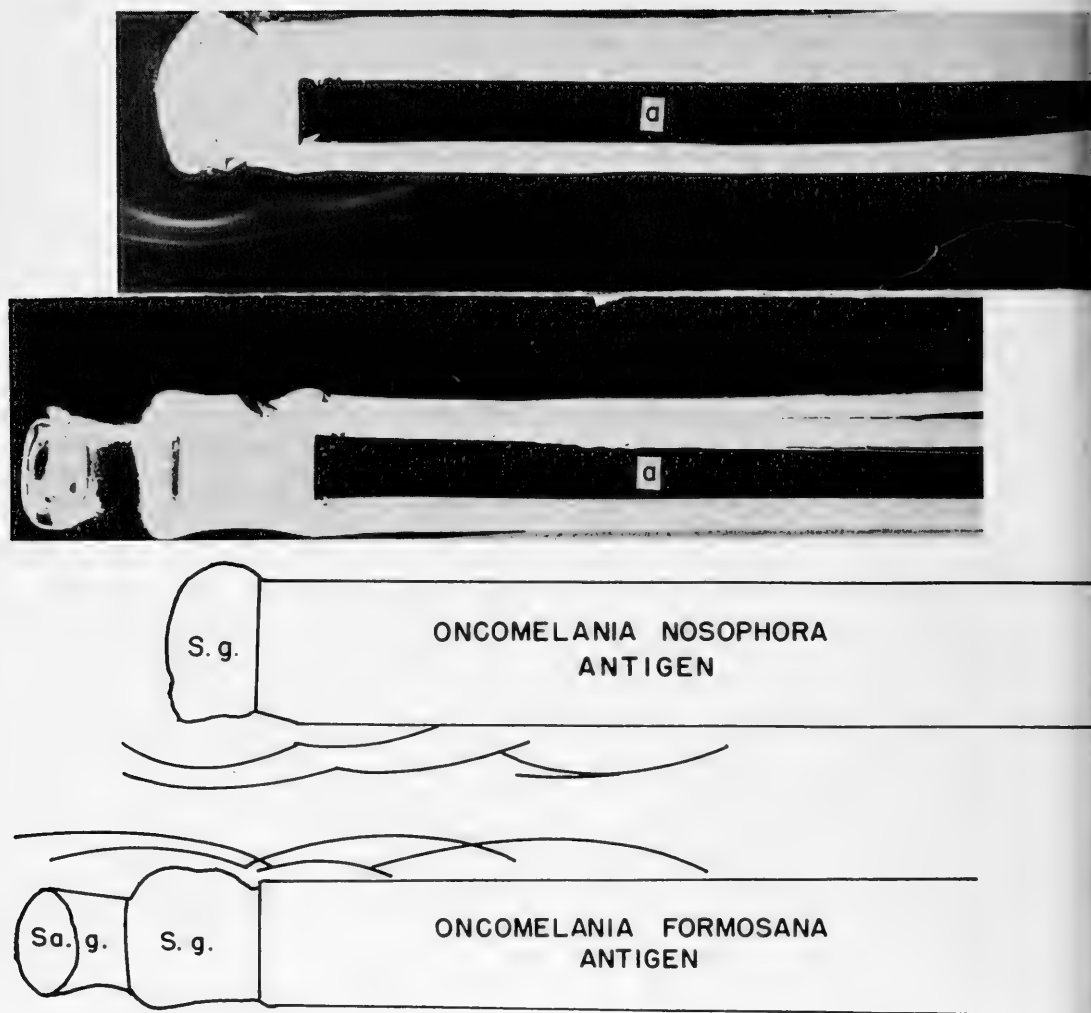 a
a
S. g.
ONCOMELANIA NOSOPHORA
ANTIGEN
Sa. g.
S. g.
ONCOMELANIA FORMOSANA
ANTIGEN